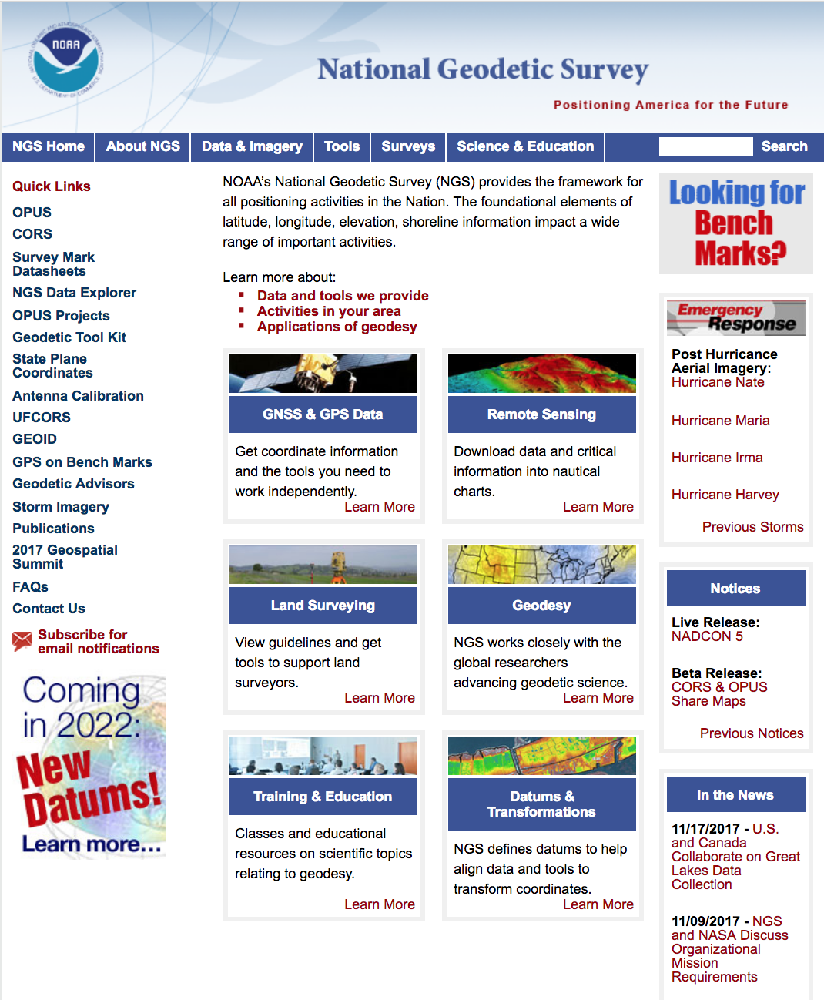 NOAA
NATIONAL OCEANIC AND ATMOSPHERIC ADMINISTRATION
U.S. DEPARTMENT OF COMMERCE
National Geodetic Survey
Positioning America for the Future
NGS Home
About NGS
Data & Imagery
Tools
Surveys
Science & Education
Search
Quick Links
OPUS
CORS
Survey Mark
Datasheets
NGS Data Explorer
OPUS Projects
Geodetic Tool Kit
State Plane
Coordinates
Antenna Calibration
UFCORS
GEOID
GPS on Bench Marks
Geodetic Advisors
Storm Imagery
Publications
2017 Geospatial
Summit
FAQs
Contact Us
Subscribe for
email notifications
Coming
in 2022:
New
Datums!
Learn more...
NOAA’s National Geodetic Survey (NGS) provides the framework for
all positioning activities in the Nation. The foundational elements of
latitude, longitude, elevation, shoreline information impact a wide
range of important activities.
Learn more about:
Data and tools we provide
Activities in your area
Applications of geodesy
GNSS & GPS Data
Get coordinate information
and the tools you need to
work independently.
Learn More
Remote Sensing
Download data and critical
information into nautical
charts.
Learn More
Land Surveying
View guidelines and get
tools to support land
surveyors.
Learn More
Geodesy
NGS works closely with the
global researchers
advancing geodetic science.
Learn More
Training & Education
Classes and educational
resources on scientific topics
relating to geodesy.
Learn More
Datums &
Transformations
NGS defines datums to help
align data and tools to
transform coordinates.
Learn More
Looking for
Bench
Marks?
Emergency
Response
Post Hurricance
Aerial Imagery:
Hurricane Nate
Hurricane Maria
Hurricane Irma
Hurricane Harvey
Previous Storms
Notices
Live Release:
NADCON 5
Beta Release:
CORS & OPUS
Share Maps
Previous Notices
In the News
11/17/2017 - U.S.
and Canada
Collaborate on Great
Lakes Data
Collection
11/09/2017 - NGS
and NASA Discuss
Organizational
Mission
Requirements